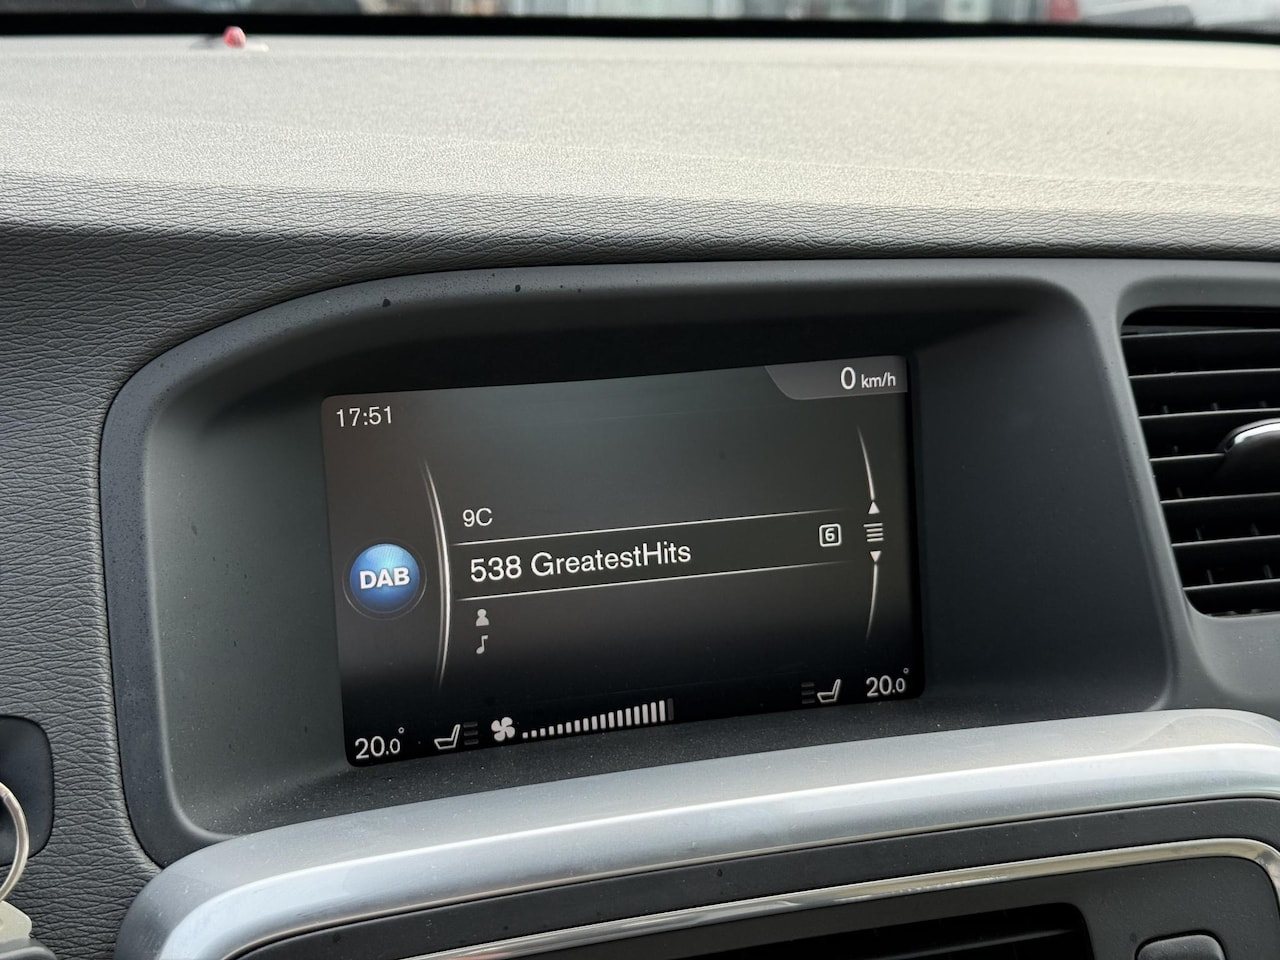 17:51
0 km/h
9C
DAB
538 GreatestHits
6
20.0°
20.0°